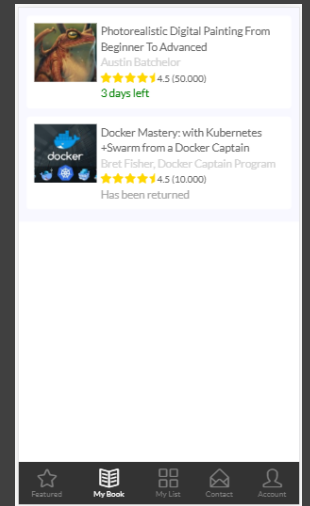 Photorealistic Digital Painting From
Beginner To Advanced
Austin Batchelor
4.5 (50.000)
3 days left
docker
Docker Mastery: with Kubernetes
+Swarm from a Docker Captain
Bret Fisher, Docker Captain Program
4.5 (10.000)
Has been returned
Featured
My Book
My List
Contact
Account